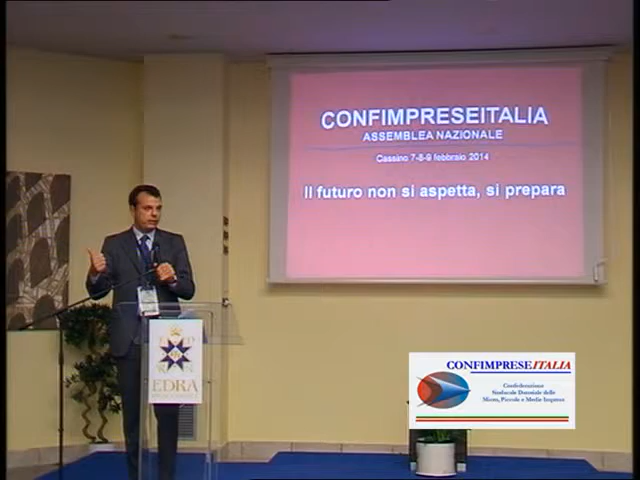 CONFIMPRESEITALIA
ASSEMBLEA NAZIONALE
Cassino 7-8-9 febbraio 2014
Il futuro non si aspetta, si prepara
EDRA
CONFIMPRESEITALIA
Confederazione
Sindacale Datoriale delle
Micro, Piccole e Medie Imprese